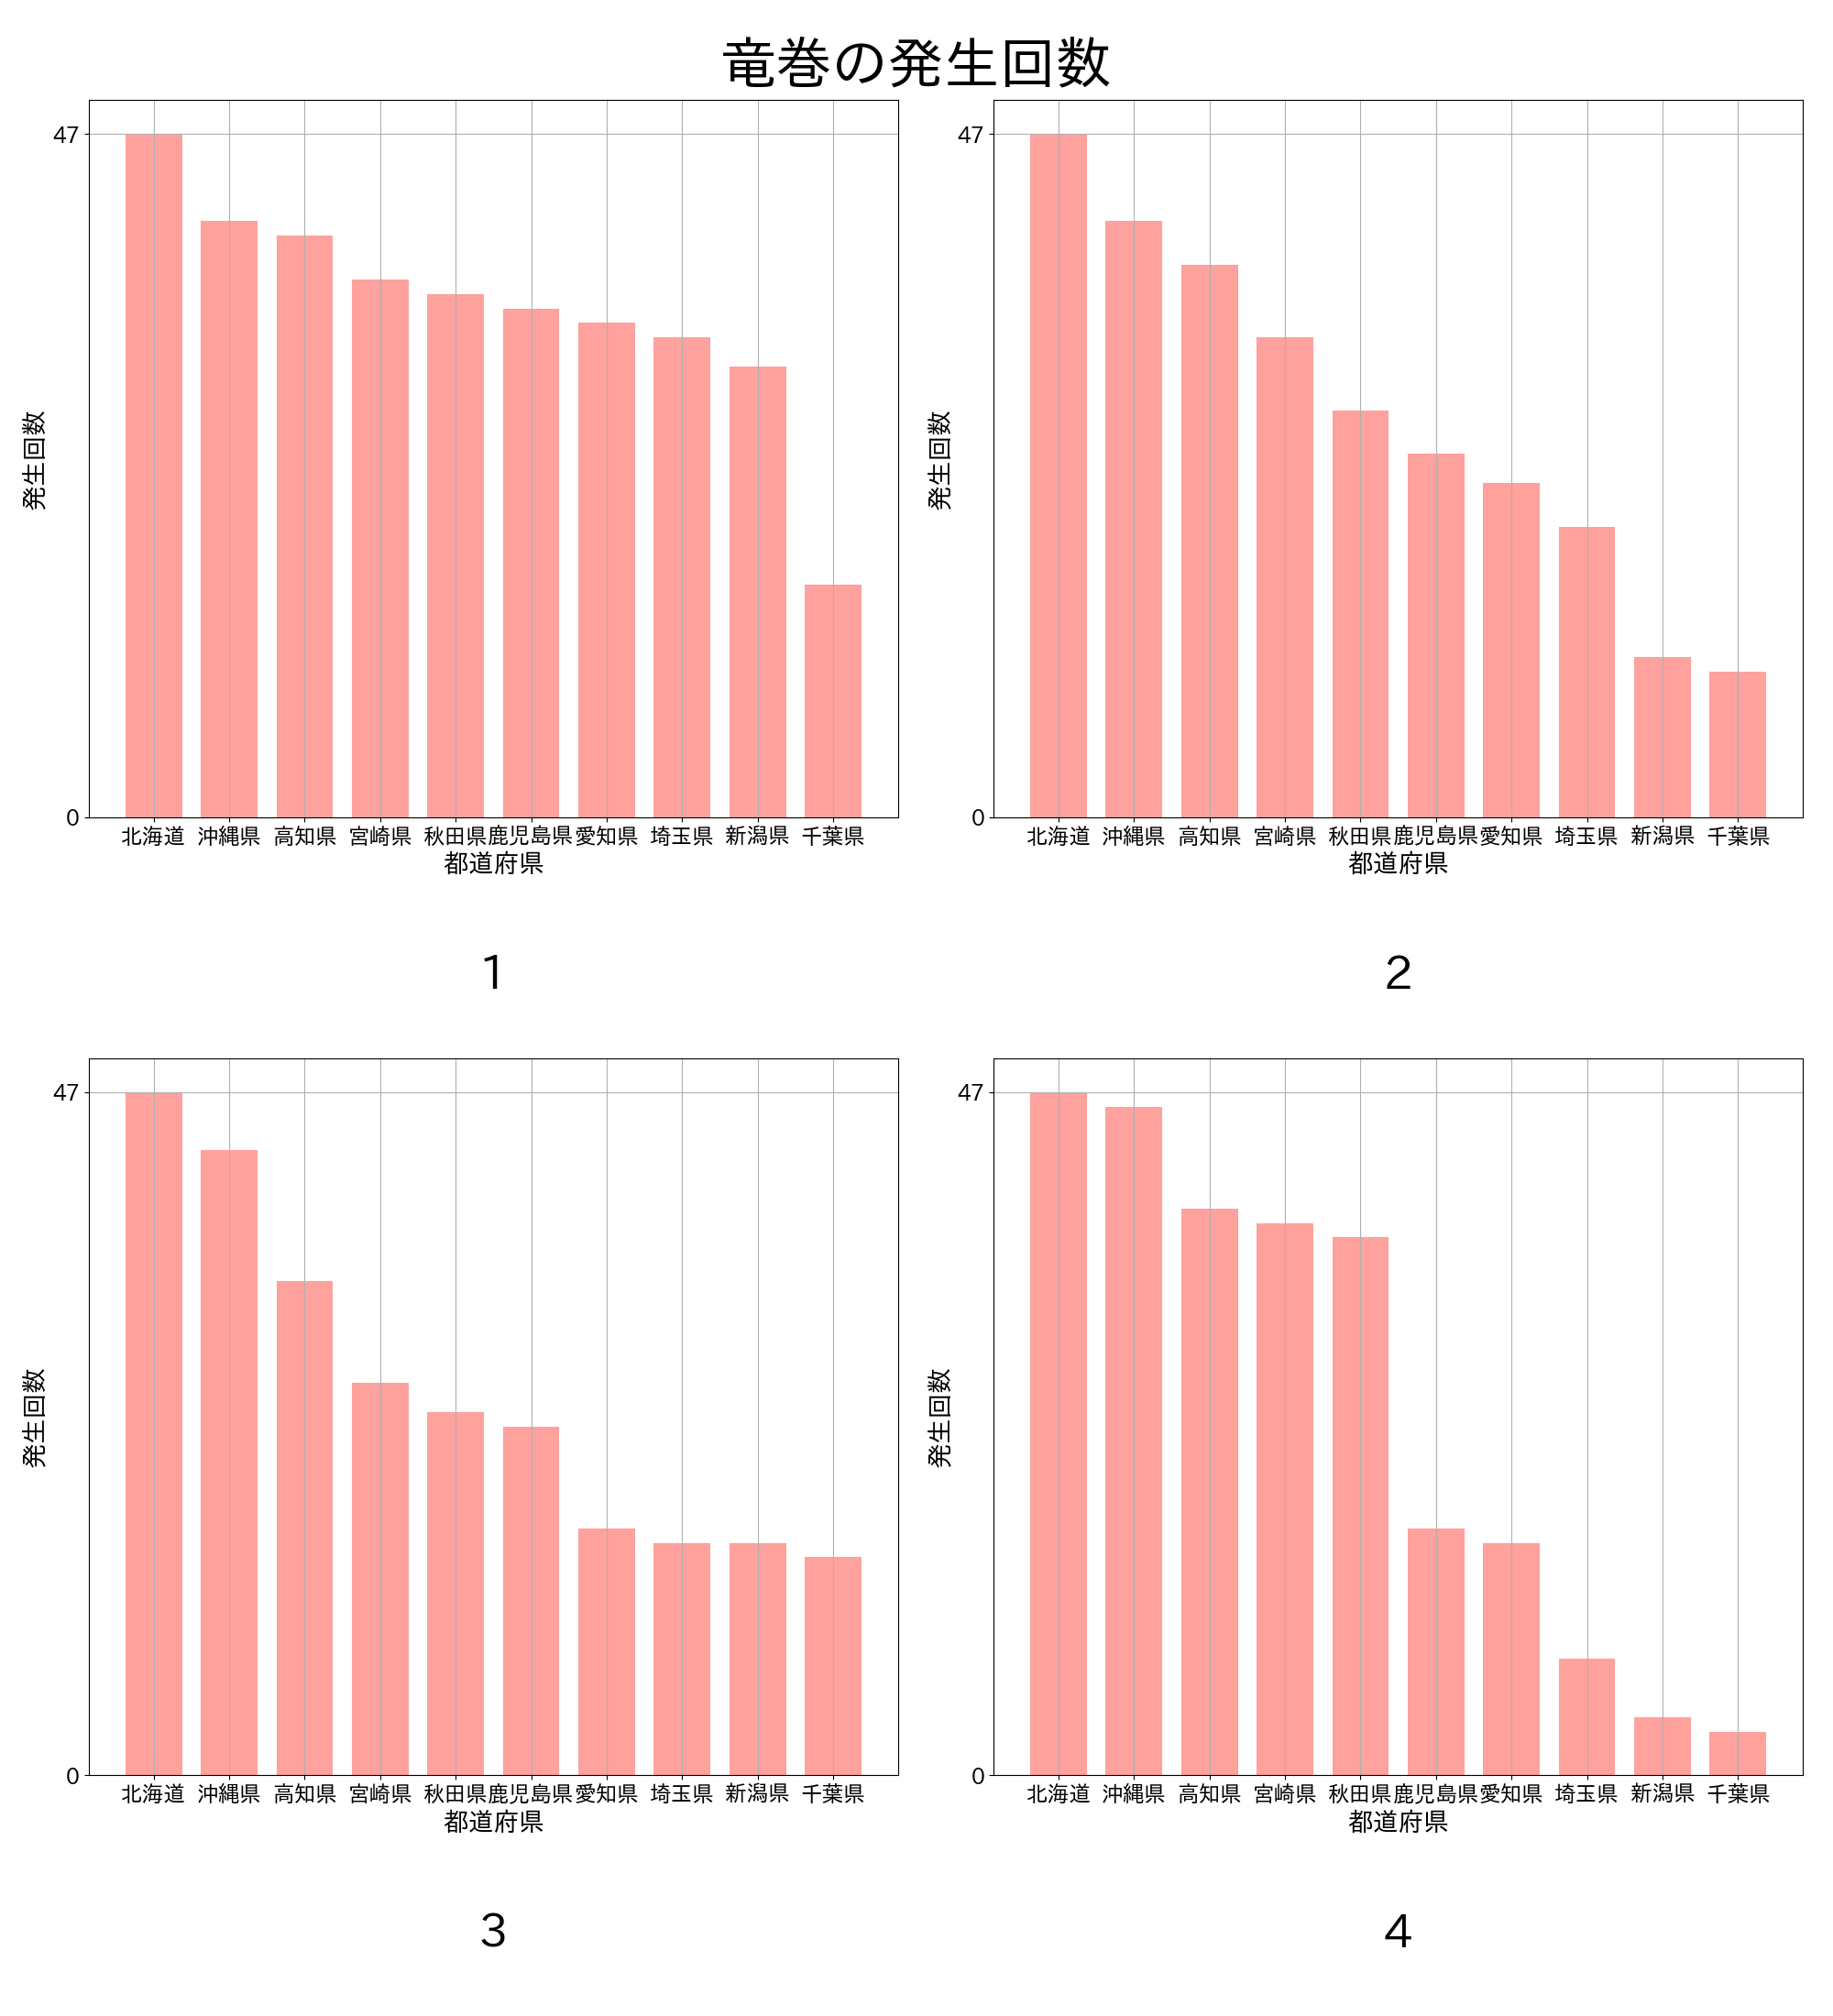 竜巻の発生回数
47
0
発生回数
北海道 沖縄県 高知県 宮崎県 秋田県 鹿児島県 愛知県 埼玉県 新潟県 千葉県
都道府県
1
47
0
発生回数
北海道 沖縄県 高知県 宮崎県 秋田県 鹿児島県 愛知県 埼玉県 新潟県 千葉県
都道府県
2
47
0
発生回数
北海道 沖縄県 高知県 宮崎県 秋田県 鹿児島県 愛知県 埼玉県 新潟県 千葉県
都道府県
3
47
0
発生回数
北海道 沖縄県 高知県 宮崎県 秋田県 鹿児島県 愛知県 埼玉県 新潟県 千葉県
都道府県
4